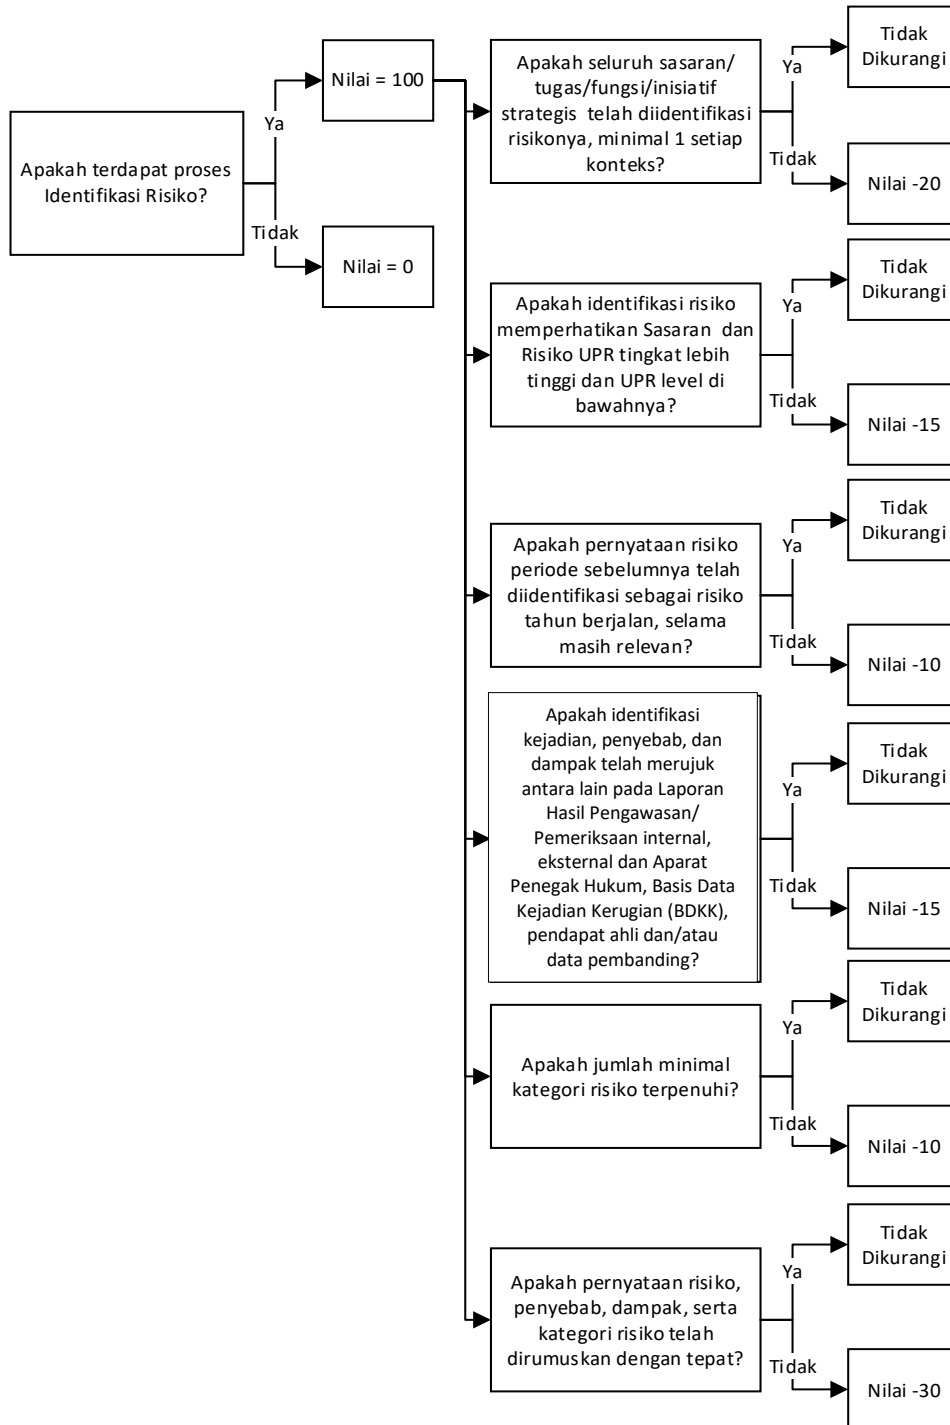 Apakah terdapat proses
Identifikasi Risiko?
Ya
Tidak
Nilai = 100
Nilai = 0
Apakah seluruh sasaran/
tugas/fungsi/inisiatif
strategis telah diidentifikasi
risikonya, minimal 1 setiap
konteks?
Ya
Tidak
Tidak
Dikurangi
Nilai -20
Apakah identifikasi risiko
memperhatikan Sasaran dan
Risiko UPR tingkat lebih
tinggi dan UPR level di
bawahnya?
Ya
Tidak
Tidak
Dikurangi
Nilai -15
Apakah pernyataan risiko
periode sebelumnya telah
diidentifikasi sebagai risiko
tahun berjalan, selama
masih relevan?
Ya
Tidak
Tidak
Dikurangi
Nilai -10
Apakah identifikasi
kejadian, penyebab, dan
dampak telah merujuk
antara lain pada Laporan
Hasil Pengawasan/
Pemeriksaan internal,
eksternal dan Aparat
Penegak Hukum, Basis Data
Kejadian Kerugian (BDKK),
pendapat ahli dan/atau
data pembanding?
Ya
Tidak
Tidak
Dikurangi
Nilai -15
Apakah jumlah minimal
kategori risiko terpenuhi?
Ya
Tidak
Tidak
Dikurangi
Nilai -10
Apakah pernyataan risiko,
penyebab, dampak, serta
kategori risiko telah
dirumuskan dengan tepat?
Ya
Tidak
Tidak
Dikurangi
Nilai -30